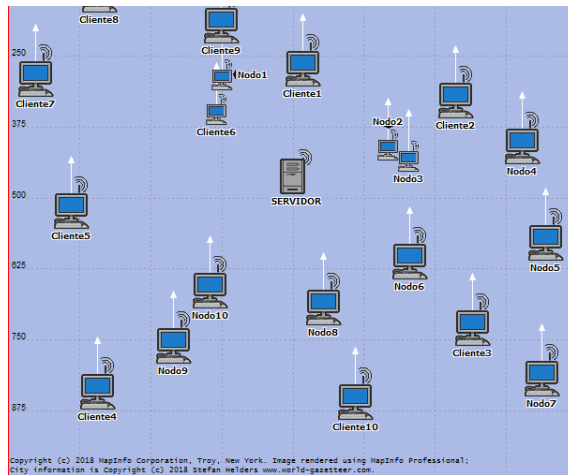 Cliente8
Cliente9
250
Cliente7
Nodo1
Cliente1
Cliente6
375
Nodo2
Cliente2
Nodo4
Nodo3
500
SERVIDOR
Cliente5
625
Nodo5
Nodo6
Nodo10
Nodo8
750
Nodo9
Cliente3
Nodo7
875
Cliente4
Cliente10
Copyright (c) 2018 MapInfo Corporation, Troy, New York. Image rendered using MapInfo Professional;
City information is Copyright (c) 2018 Stefan Helders www.world-gazetteer.com.